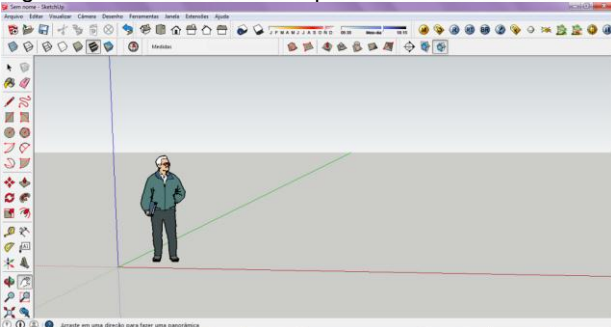 Sem nome - SketchUp
Arquivo Editar Visualizar Câmera Desenho Ferramentas Janela Extensões Ajuda
J F M A M J J A S O N D
Medidas
Arraste em uma direção para fazer uma panorâmica